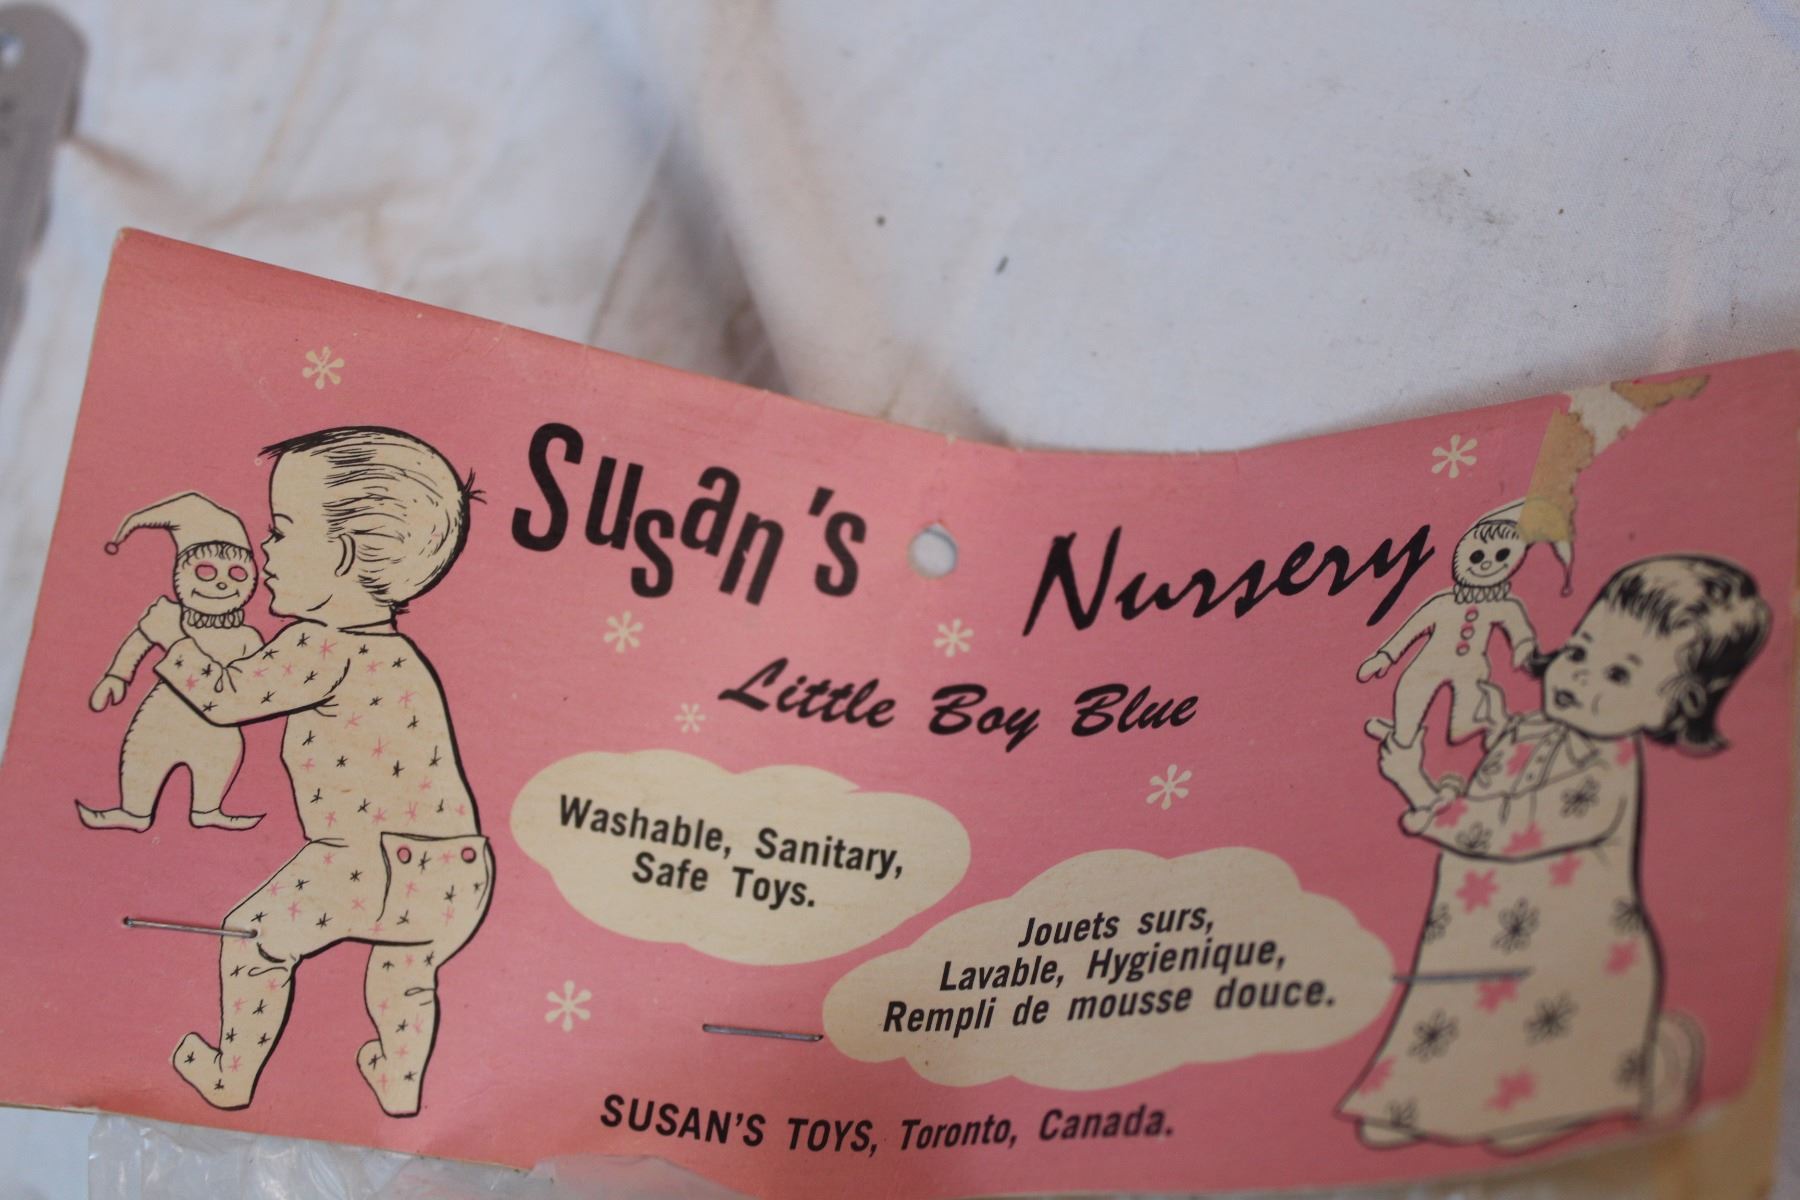 Susan's Nursery
Little Boy Blue
Washable, Sanitary,
Safe Toys.
Jouets surs,
Lavable, Hygienique,
Rempli de mousse douce.
SUSAN'S TOYS, Toronto, Canada.